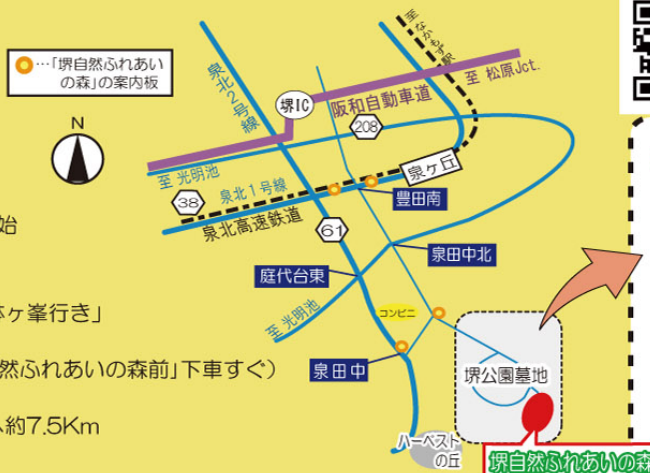 …「堺自然ふれあい
の森」の案内板
N
泉北2号線
至 なかもず駅
堺IC
阪和自動車道
至 松原Jct.
208
至 光明池
泉ヶ丘
38
泉北1号線
豊田南
泉北高速鉄道
61
始
泉田中北
庭代台東
ヶ峯行き」
至 光明池
コンビニ
然ふれあいの森前」下車すぐ）
泉田中
堺公園墓地
約7.5Km
ハーベスト
の丘
堺自然ふれあいの森